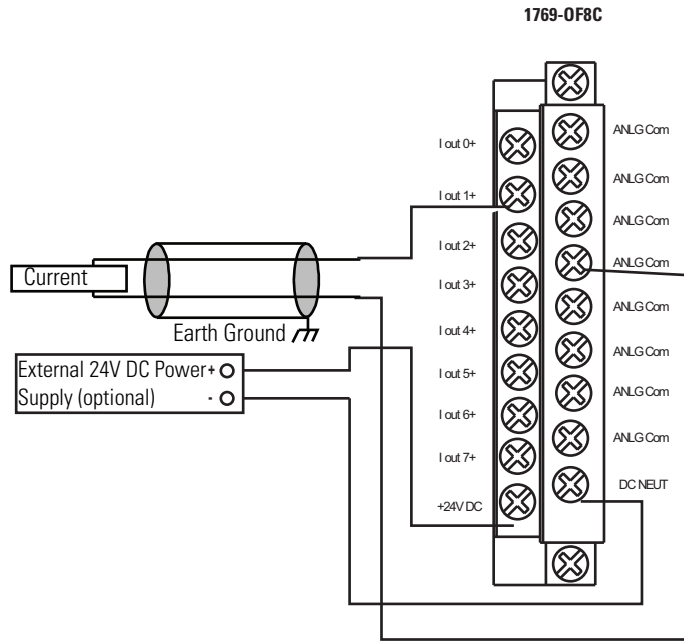 1769-OF8C
I out 0+
I out 1+
I out 2+
I out 3+
I out 4+
I out 5+
I out 6+
I out 7+
+24V DC
ANLG Com
ANLG Com
ANLG Com
ANLG Com
ANLG Com
ANLG Com
ANLG Com
ANLG Com
DC NEUT
Current
Earth Ground
External 24V DC Power+
Supply (optional) -